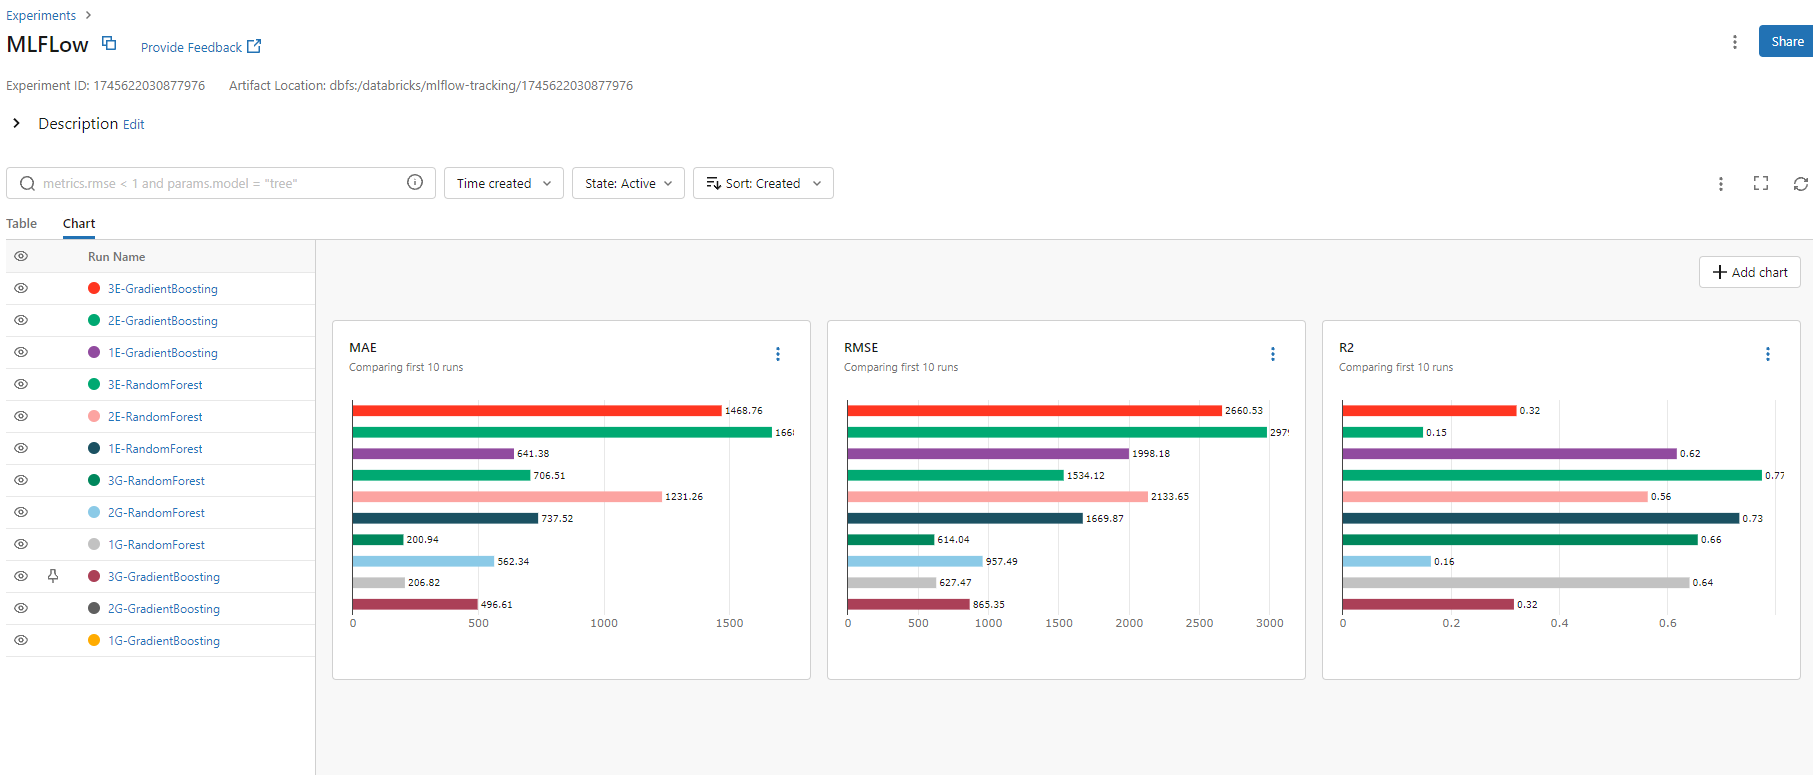 Experiments
MLFLow
Provide Feedback
Share
Experiment ID: 1745622030877976 Artifact Location: dbfs:/databricks/mlflow-tracking/1745622030877976
Description Edit
metrics.rmse < 1 and params.model = "tree"
Time created
State: Active
Sort: Created
Table
Chart
Run Name
3E-GradientBoosting
2E-GradientBoosting
1E-GradientBoosting
3E-RandomForest
2E-RandomForest
1E-RandomForest
3G-RandomForest
2G-RandomForest
1G-RandomForest
3G-GradientBoosting
2G-GradientBoosting
1G-GradientBoosting
Add chart
MAE
Comparing first 10 runs
1468.76
641.38
706.51
1231.26
737.52
200.94
562.34
206.82
496.61
0 500 1000 1500
RMSE
Comparing first 10 runs
2660.53
1998.18
1534.12
2133.65
1669.87
614.04
957.49
627.47
865.35
0 500 1000 1500 2000 2500 3000
R2
Comparing first 10 runs
0.32
0.15
0.62
0.77
0.56
0.73
0.66
0.16
0.64
0.32
0 0.2 0.4 0.6